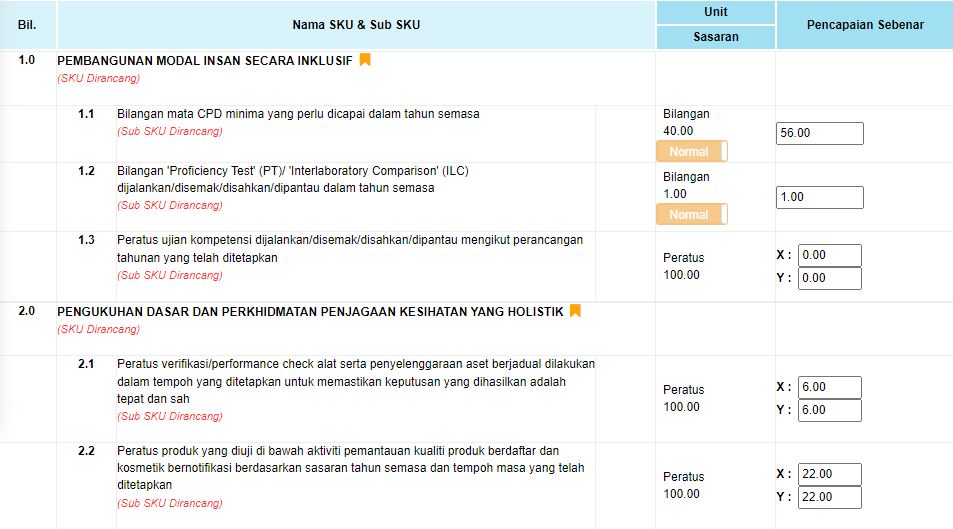 Bil.
Nama SKU & Sub SKU
Unit
Sasaran
Pencapaian Sebenar
1.0
PEMBANGUNAN MODAL INSAN SECARA INKLUSIF
(SKU Dirancang)
1.1
Bilangan mata CPD minima yang perlu dicapai dalam tahun semasa
(Sub SKU Dirancang)
Bilangan
40.00
Normal
56.00
1.2
Bilangan 'Proficiency Test' (PT)/ 'Interlaboratory Comparison' (ILC)
dijalankan/disemak/disahkan/dipantau dalam tahun semasa
(Sub SKU Dirancang)
Bilangan
1.00
Normal
1.00
1.3
Peratus ujian kompetensi dijalankan/disemak/disahkan/dipantau mengikut perancangan
tahunan yang telah ditetapkan
(Sub SKU Dirancang)
Peratus
100.00
X : 0.00
Y : 0.00
2.0
PENGUKUHAN DASAR DAN PERKHIDMATAN PENJAGAAN KESIHATAN YANG HOLISTIK
(SKU Dirancang)
2.1
Peratus verifikasi/performance check alat serta penyelenggaraan aset berjadual dilakukan
dalam tempoh yang ditetapkan untuk memastikan keputusan yang dihasilkan adalah
tepat dan sah
(Sub SKU Dirancang)
Peratus
100.00
X : 6.00
Y : 6.00
2.2
Peratus produk yang diuji di bawah aktiviti pemantauan kualiti produk berdaftar dan
kosmetik bernotifikasi berdasarkan sasaran tahun semasa dan tempoh masa yang telah
ditetapkan
(Sub SKU Dirancang)
Peratus
100.00
X : 22.00
Y : 22.00